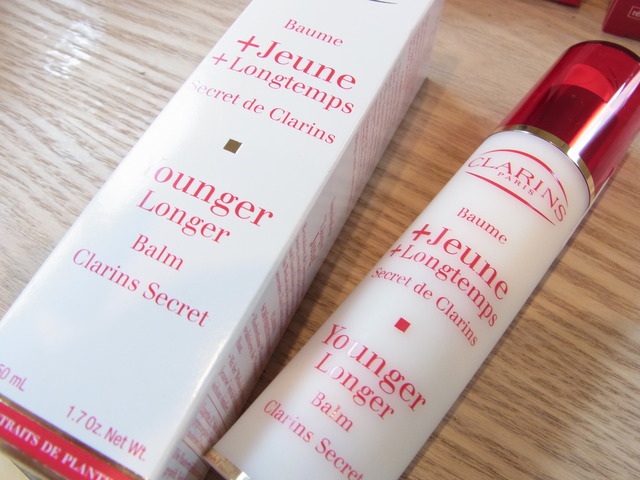 Baume
+Jeune
+Longtemps
Secret de Clarins
Younger
Longer
Balm
Clarins Secret
50 mL
1.7 Oz. Net Wt.
CLARINS
PARIS
Baume
+Jeune
+Longtemps
Secret de Clarins
Younger
Longer
Balm
Clarins Secret